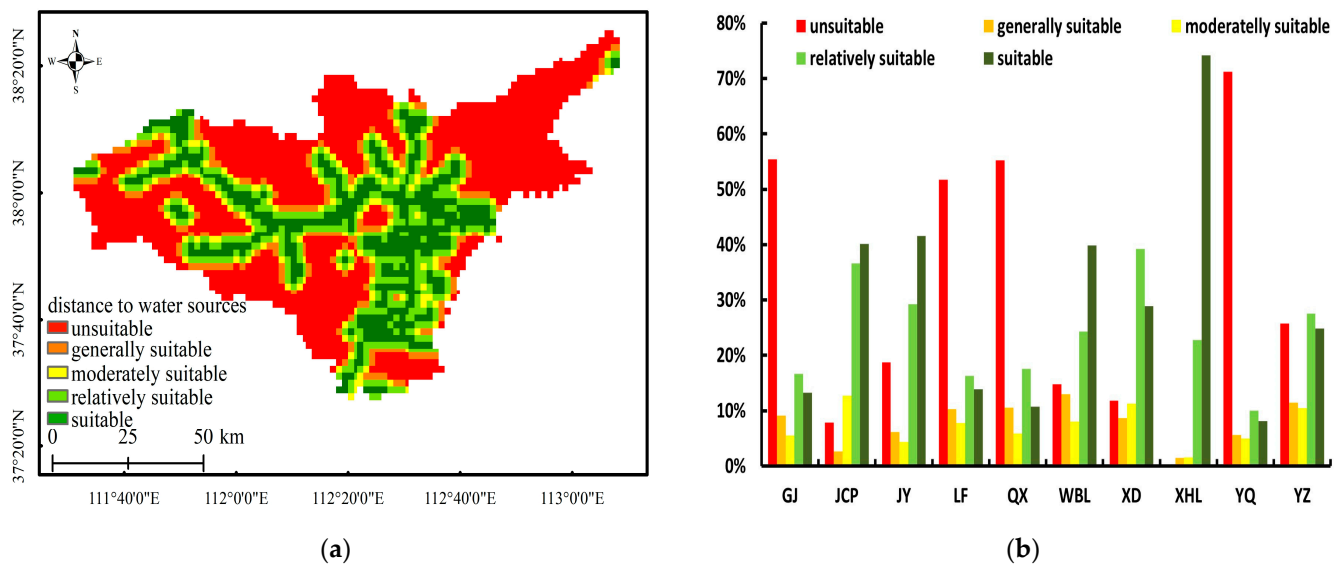 N
W E
S
38°20'0"N
38°0'0"N
37°40'0"N
37°20'0"N
distance to water sources
unsuitable
generally suitable
moderately suitable
relatively suitable
suitable
0 25 50 km
111°40'0"E 112°0'0"E 112°20'0"E 112°40'0"E 113°0'0"E
(a)
unsuitable generally suitable moderatelly suitable
relatively suitable suitable
80%
70%
60%
50%
40%
30%
20%
10%
0%
GJ JCP JY LF QX WBL XD XHL YQ YZ
(b)